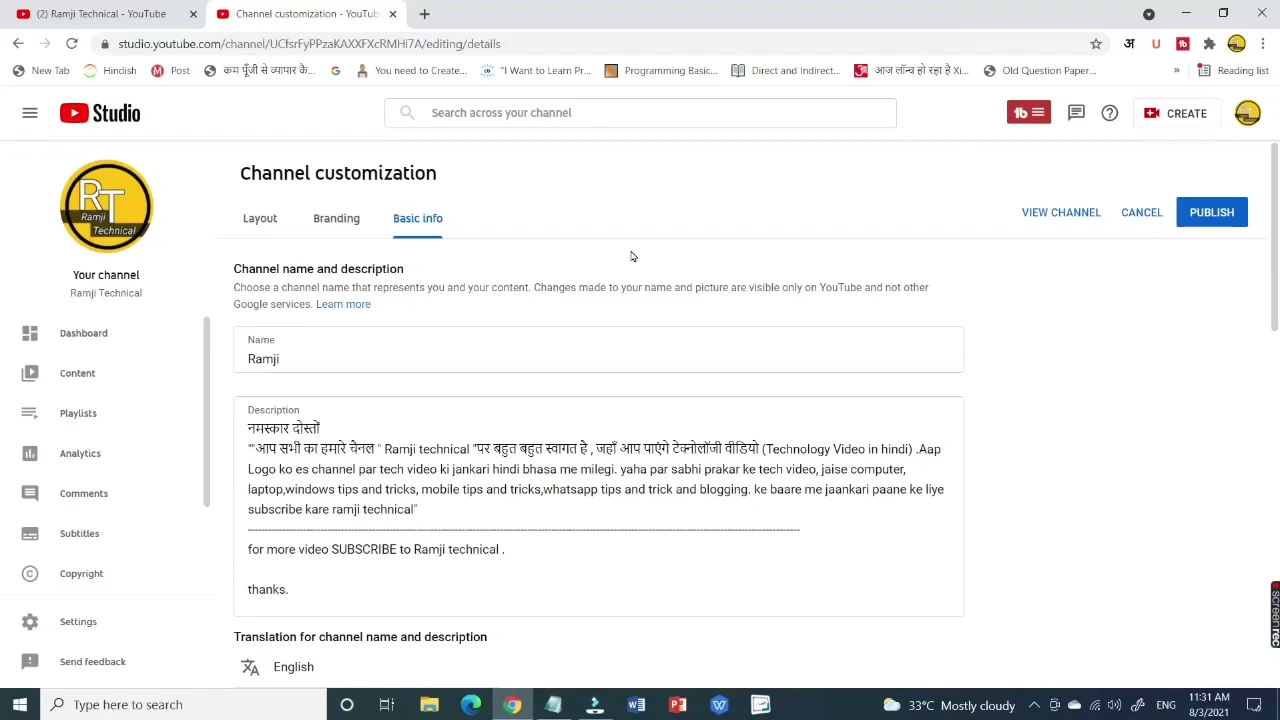 (2) Ramji Technical - YouTube
Channel customization - YouTub
studio.youtube.com/channel/UCfsrFyPPzaKAXXFXcRMHi7A/editing/details
New Tab
Hindish
Post
कम पूँजी से व्यापार के...
You need to Create...
"I Want to Learn Pr...
Programming Basic...
Direct and Indirect...
आज लॉन्च हो रहा है Xi...
Old Question Paper...
»
Reading list
Studio
Search across your channel
CREATE
RT
Ramji
Technical
Your channel
Ramji Technical
Dashboard
Content
Playlists
Analytics
Comments
Subtitles
Copyright
Settings
Send feedback
Channel customization
Layout
Branding
Basic info
VIEW CHANNEL
CANCEL
PUBLISH
Channel name and description
Choose a channel name that represents you and your content. Changes made to your name and picture are visible only on YouTube and not other
Google services. Learn more
Name
Ramji
Description
नमस्कार दोस्तों
""आप सभी का हमारे चैनल " Ramji technical "पर बहुत बहुत स्वागत है , जहाँ आप पाएंगे टेक्नोलॉजी वीडियो (Technology Video in hindi) .Aap
Logo ko es channel par tech video ki jankari hindi bhasa me milegi. yaha par sabhi prakar ke tech video, jaise computer,
laptop,windows tips and tricks, mobile tips and tricks,whatsapp tips and trick and blogging. ke baare me jaankari paane ke liye
subscribe kare ramji technical"
for more video SUBSCRIBE to Ramji technical .
thanks.
Translation for channel name and description
English
screenrec
Type here to search
33°C Mostly cloudy
ENG
11:31 AM
8/3/2021